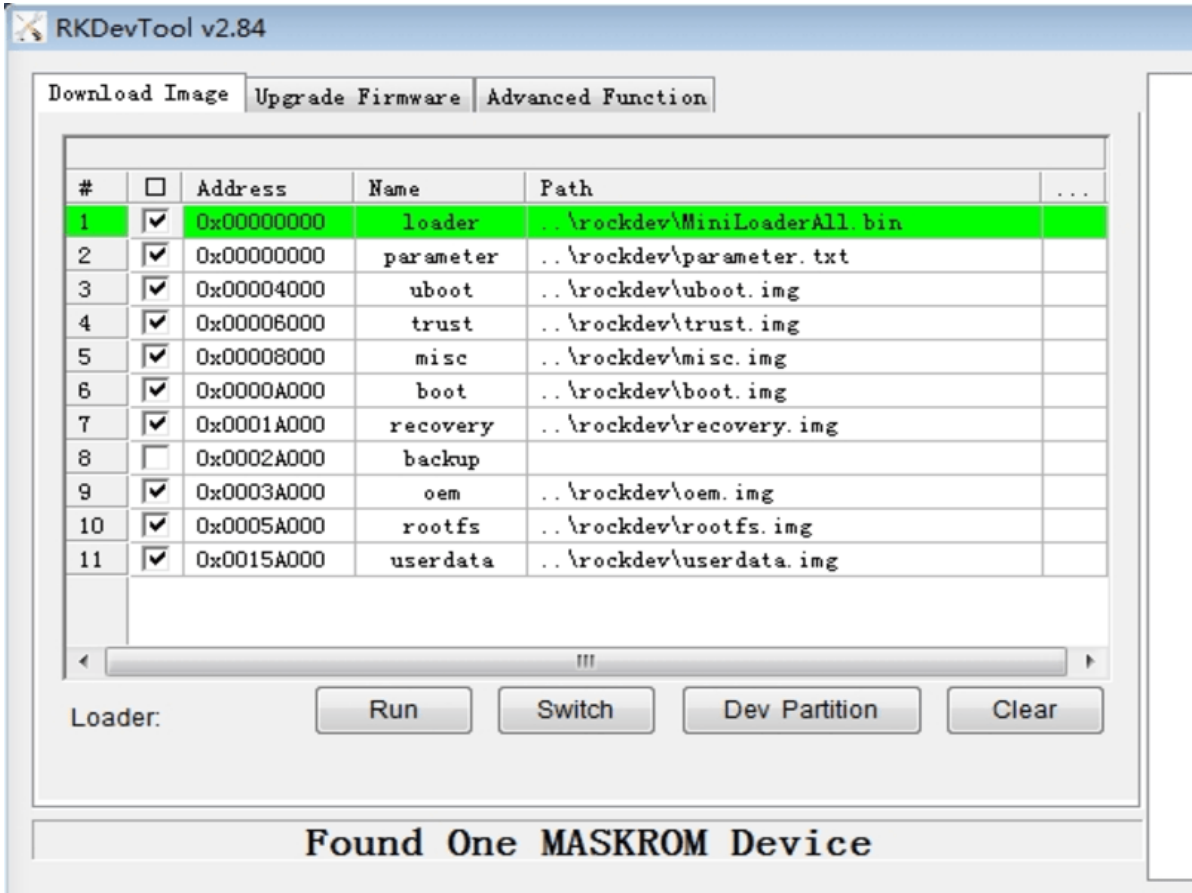 RKDevTool v2.84
Download Image Upgrade Firmware Advanced Function
# Address Name Path ...
1 0x00000000 loader ..\rockdev\MiniLoaderAll.bin
2 0x00000000 parameter ..\rockdev\parameter.txt
3 0x00004000 uboot ..\rockdev\uboot.img
4 0x00006000 trust ..\rockdev\trust.img
5 0x00008000 misc ..\rockdev\misc.img
6 0x0000A000 boot ..\rockdev\boot.img
7 0x0001A000 recovery ..\rockdev\recovery.img
8 0x0002A000 backup
9 0x0003A000 oem ..\rockdev\oem.img
10 0x0005A000 rootfs ..\rockdev\rootfs.img
11 0x0015A000 userdata ..\rockdev\userdata.img
Loader: Run Switch Dev Partition Clear
Found One MASKROM Device